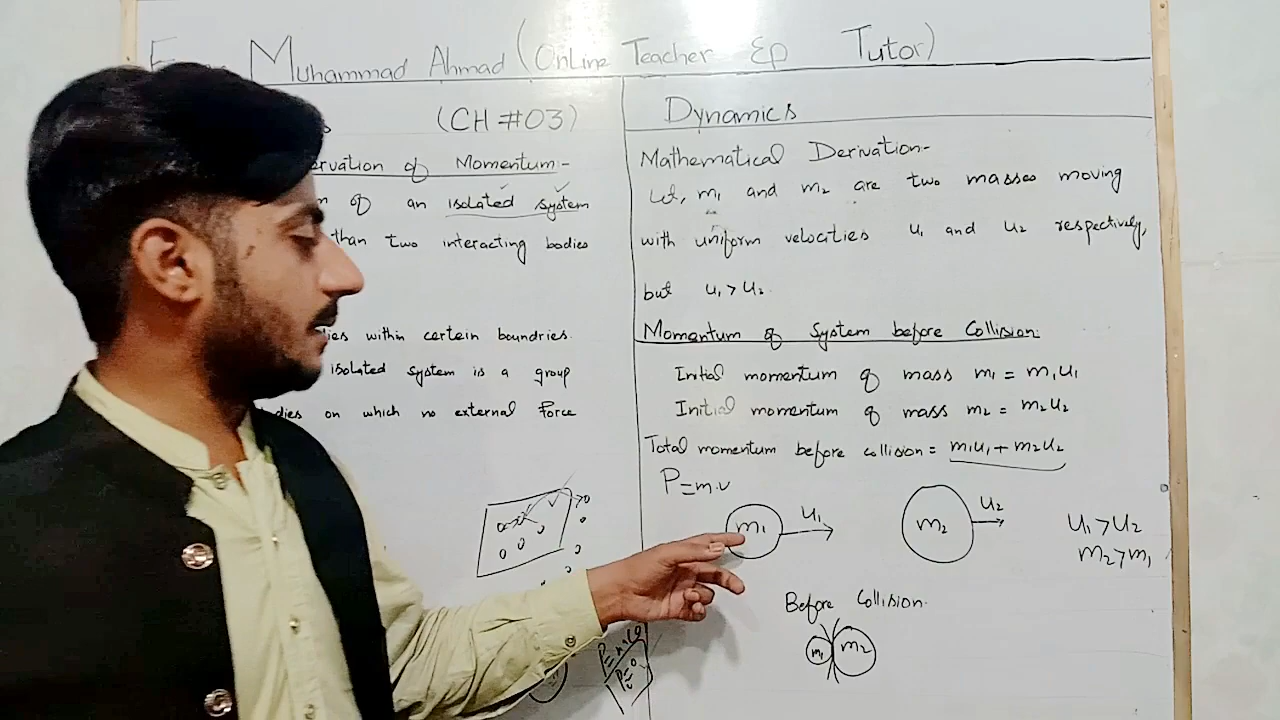 Muhammad Ahmad (Online Teacher Ep Tutor)
(CH #03)
ervation of Momentum-
of an isolated system
than two interacting bodies
ies within certain boundries.
isolated system is a group
dies on which no external Force
Dynamics
Mathematical Derivation-
Let, m₁ and m₂ are two masses moving
with uniform velocities u₁ and u₂ respectively,
but u₁ > u₂.
Momentum of System before Collision:
Initial momentum of mass m₁ = m₁u₁
Initial momentum of mass m₂ = m₂u₂
Total momentum before collision = m₁u₁ + m₂u₂
P=m.v
m₁ u₁ m₂ u₂
u₁ > u₂
m₂ > m₁
Before Collision.
m₁ m₂